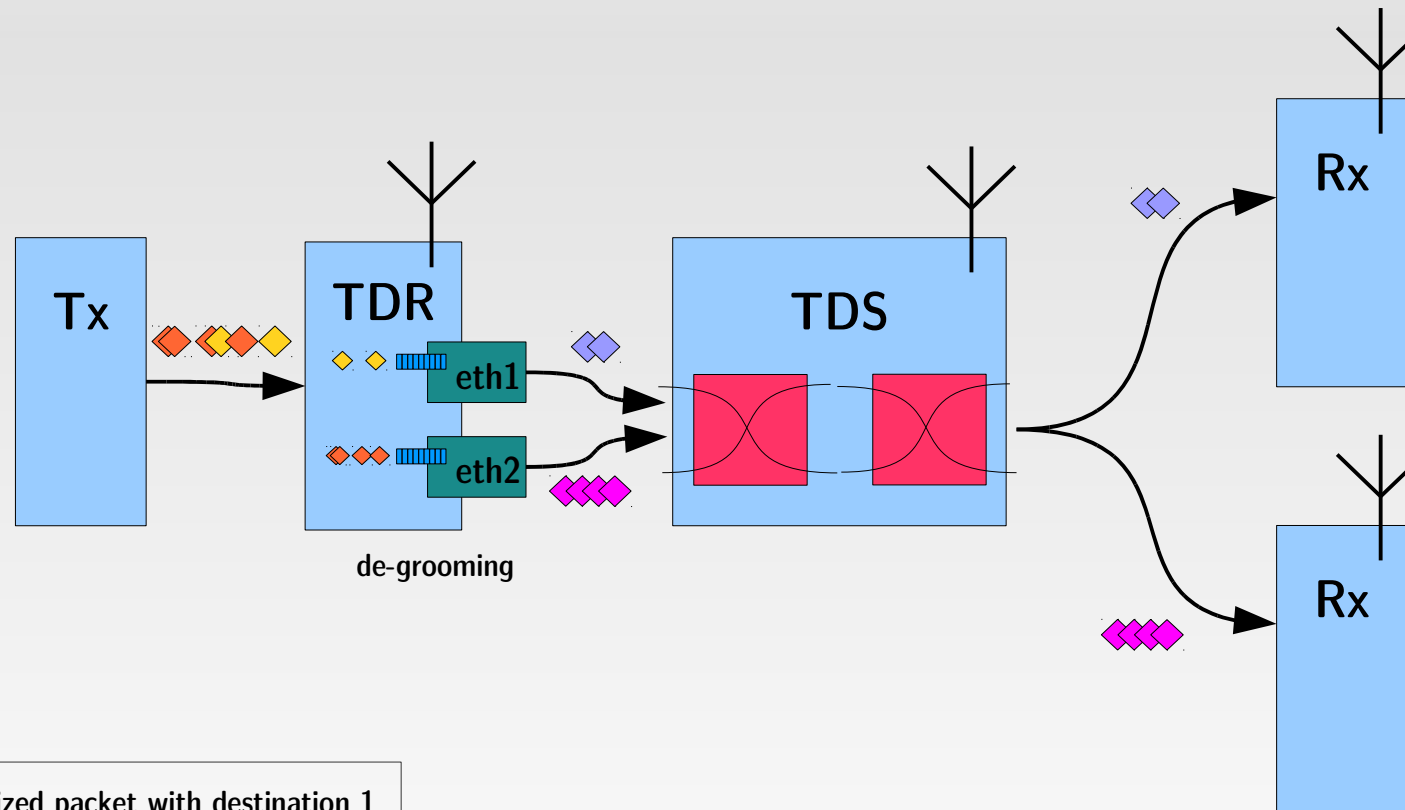 Rx
Tx
TDR
TDS
eth1
eth2
de-grooming
Rx
packet with destination 1